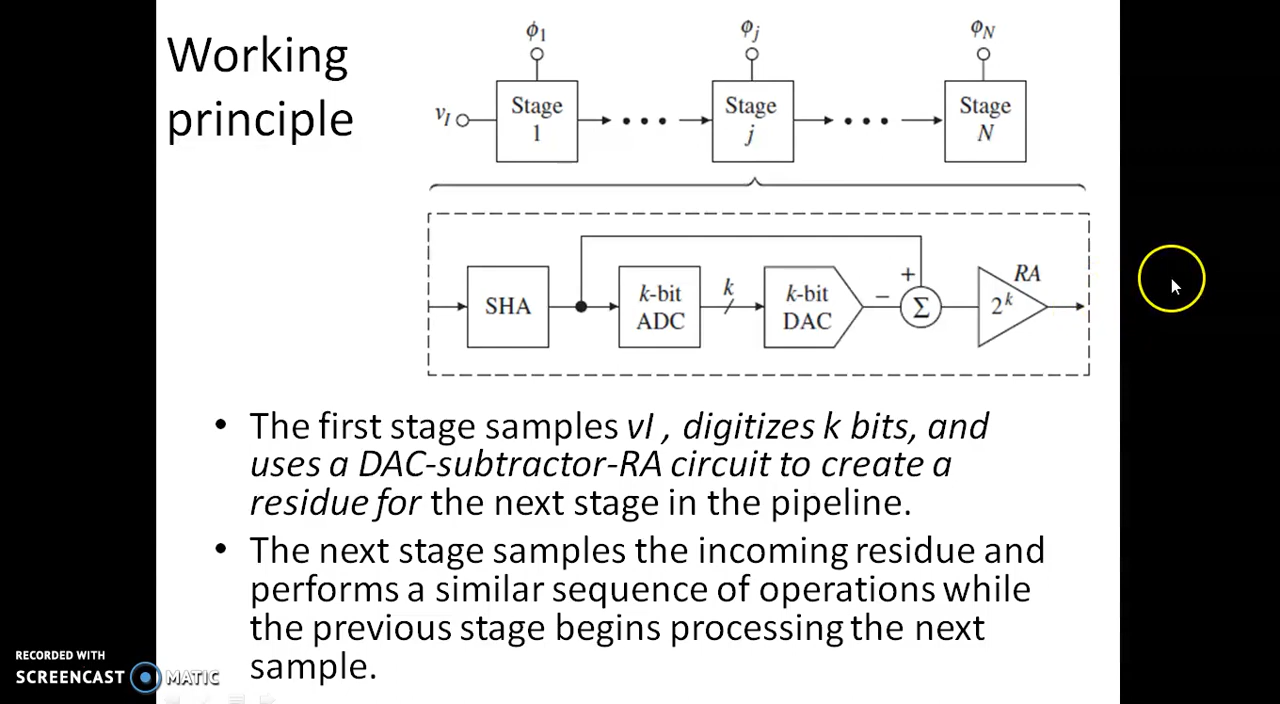 Working
principle
ϕ1
φj
φN
vI
Stage
1
• • •
Stage
j
• • •
Stage
N
SHA
k-bit
ADC
k
k-bit
DAC
−
+
Σ
RA
2^k
• The first stage samples vI , digitizes k bits, and
uses a DAC-subtractor-RA circuit to create a
residue for the next stage in the pipeline.
• The next stage samples the incoming residue and
performs a similar sequence of operations while
the previous stage begins processing the next
sample.
RECORDED WITH
SCREENCAST MATIC